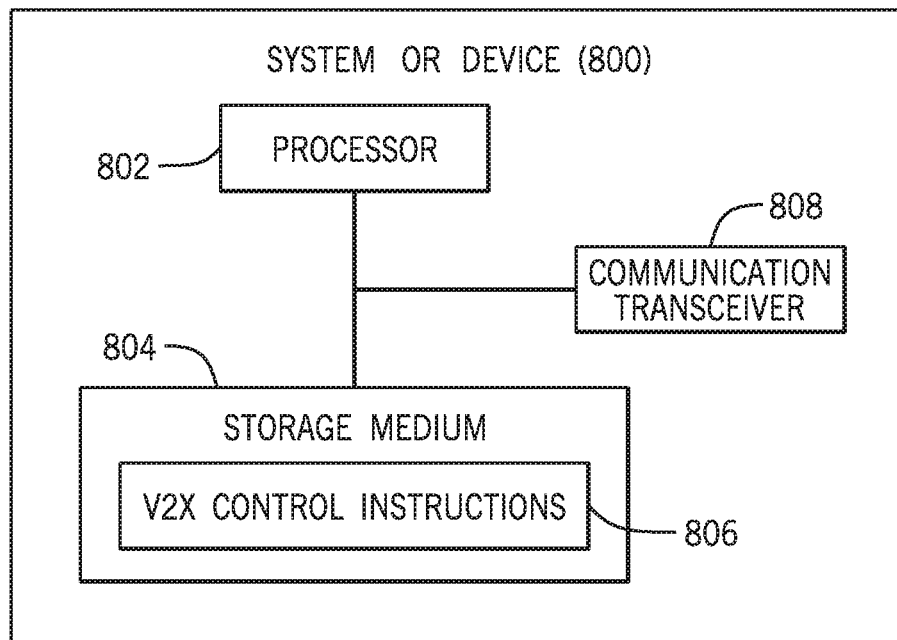 SYSTEM OR DEVICE (800)
PROCESSOR
802
808
COMMUNICATION
TRANSCEIVER
804
STORAGE MEDIUM
V2X CONTROL INSTRUCTIONS
806